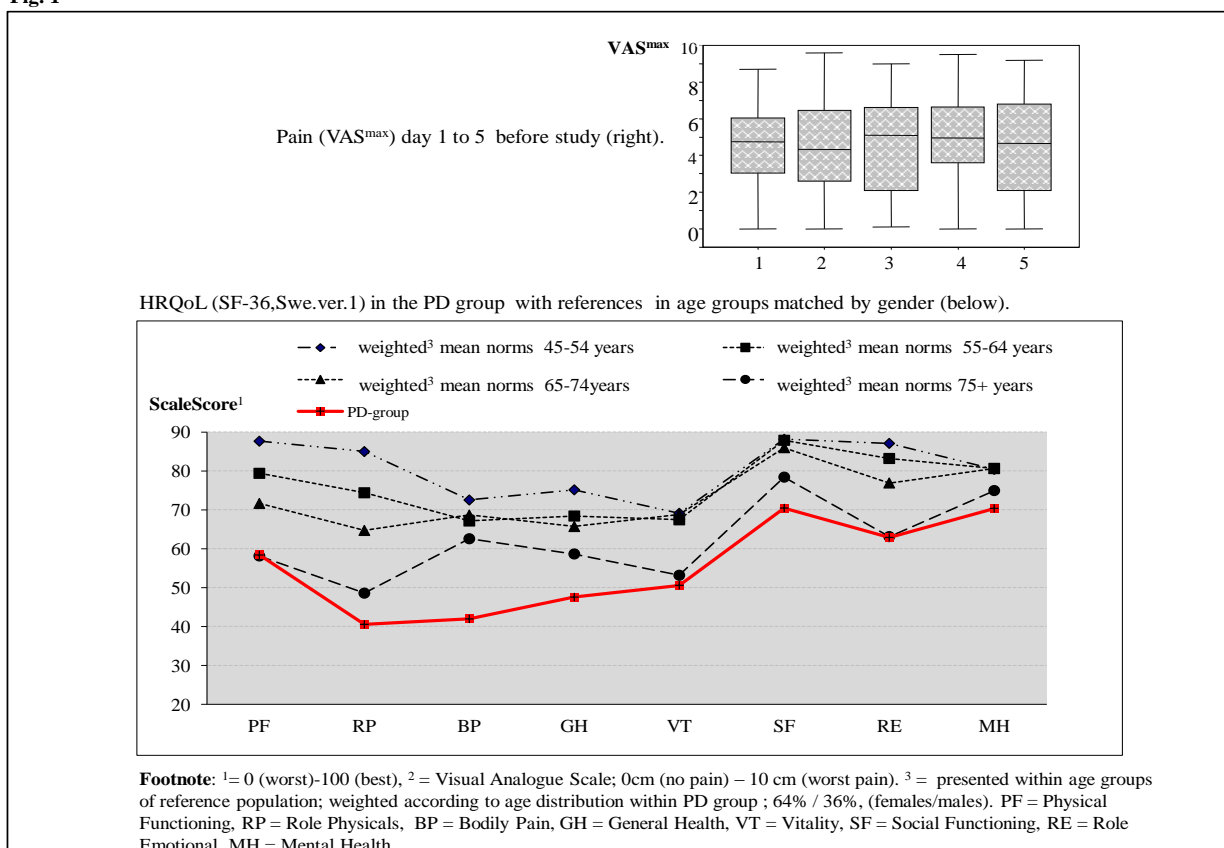 Fig. 1
VASmax
10
8
6
4
2
0
1 2 3 4 5
Pain (VASmax) day 1 to 5 before study (right).
HRQoL (SF-36,Swe.ver.1) in the PD group with references in age groups matched by gender (below).
weighted3 mean norms 45-54 years
weighted3 mean norms 55-64 years
weighted3 mean norms 65-74years
weighted3 mean norms 75+ years
PD-group
ScaleScore1
90
80
70
60
50
40
30
20
PF RP BP GH VT SF RE MH
Footnote: 1= 0 (worst)-100 (best), 2 = Visual Analogue Scale; 0cm (no pain) – 10 cm (worst pain). 3 = presented within age groups
of reference population; weighted according to age distribution within PD group ; 64% / 36%, (females/males). PF = Physical
Functioning, RP = Role Physicals, BP = Bodily Pain, GH = General Health, VT = Vitality, SF = Social Functioning, RE = Role
Emotional, MH = Mental Health